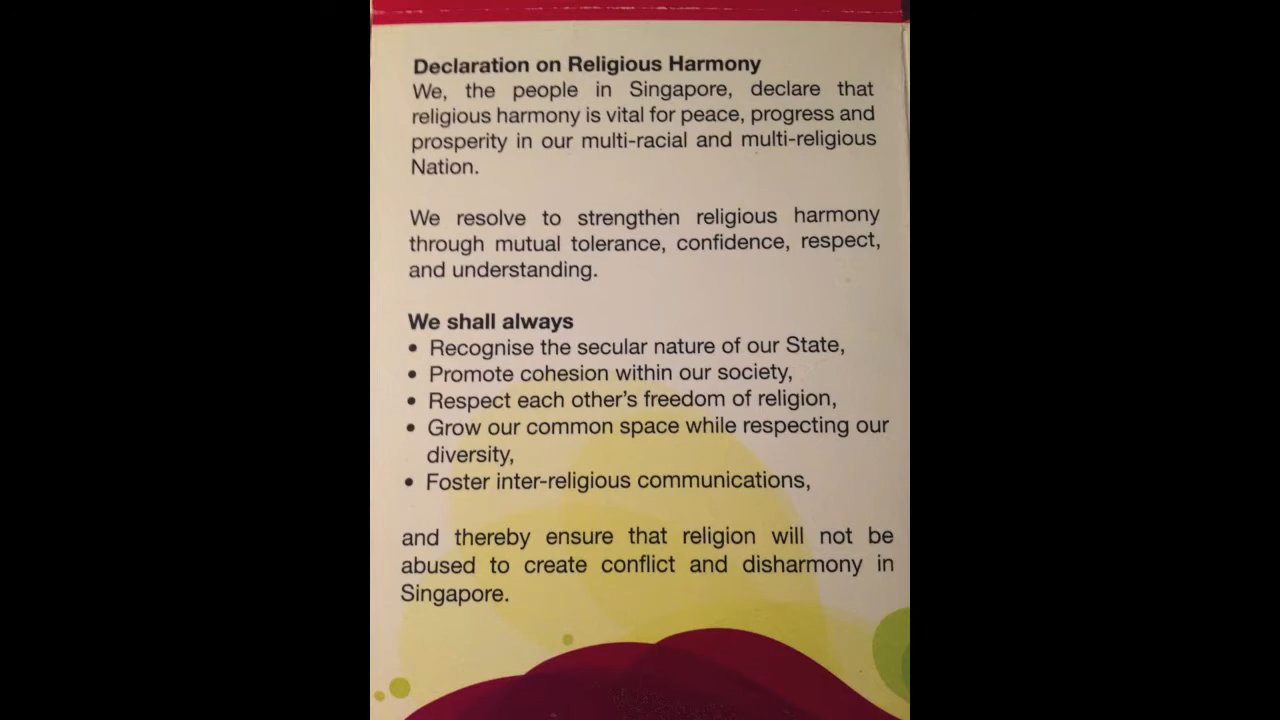 Declaration on Religious Harmony
We, the people in Singapore, declare that
religious harmony is vital for peace, progress and
prosperity in our multi-racial and multi-religious
Nation.
We resolve to strengthen religious harmony
through mutual tolerance, confidence, respect,
and understanding.
We shall always
• Recognise the secular nature of our State,
• Promote cohesion within our society,
• Respect each other's freedom of religion,
• Grow our common space while respecting our
diversity,
• Foster inter-religious communications,
and thereby ensure that religion will not be
abused to create conflict and disharmony in
Singapore.